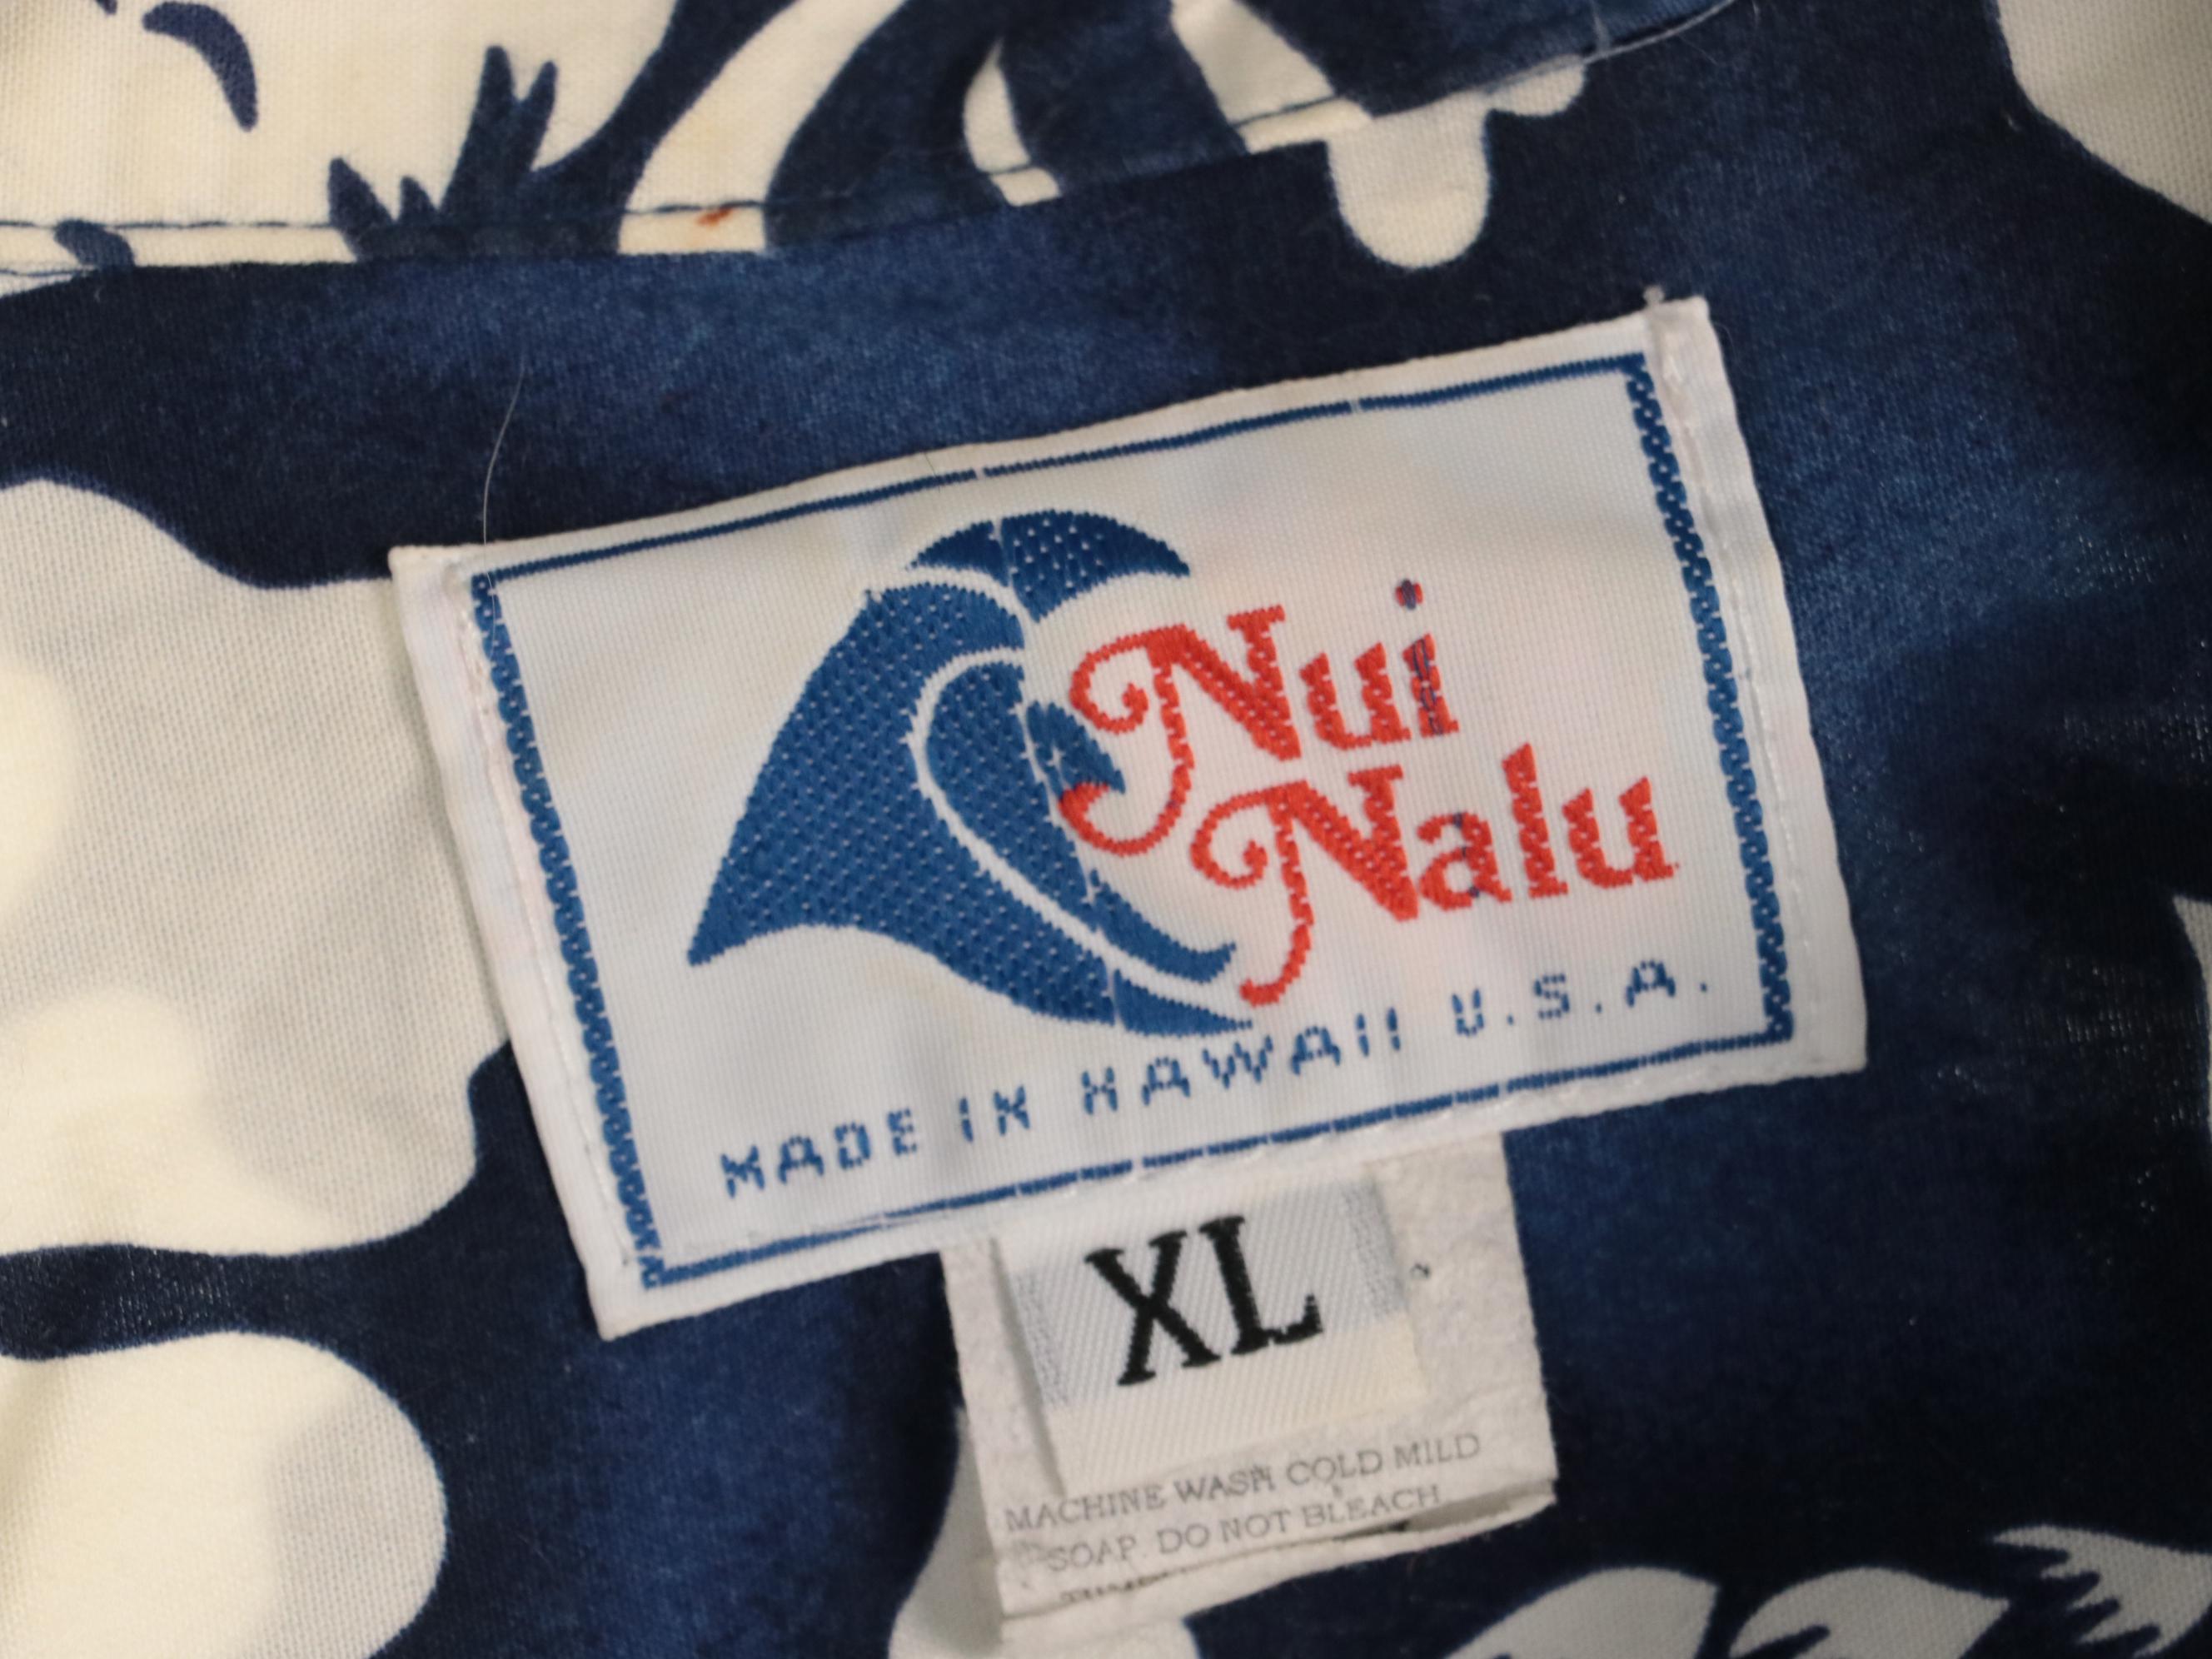 Nui
Nalu
MADE IN HAWAII U.S.A.
XL
MACHINE WASH COLD MILD
SOAP DO NOT BLEACH